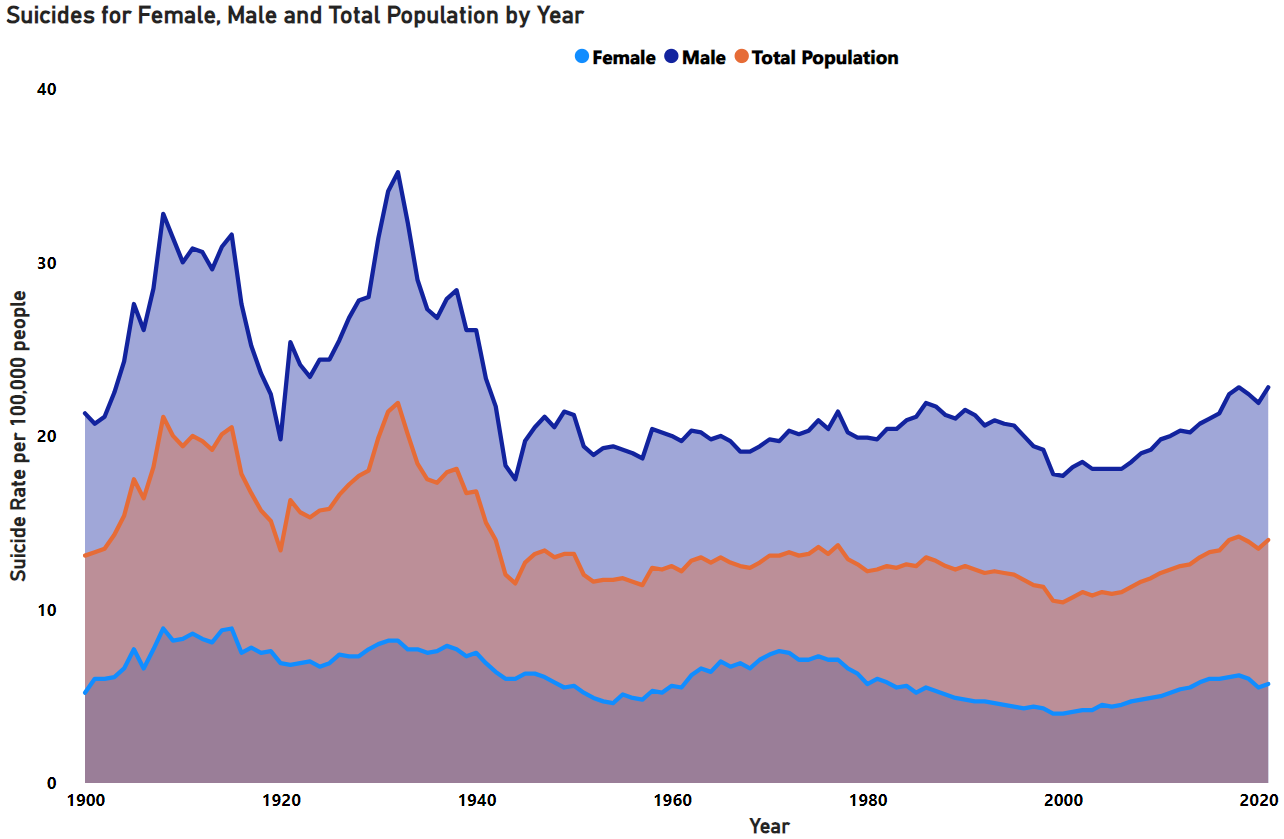 Suicides for Female, Male and Total Population by Year
Female Male Total Population
40
30
20
10
0
Suicide Rate per 100,000 people
1900 1920 1940 1960 1980 2000 2020
Year